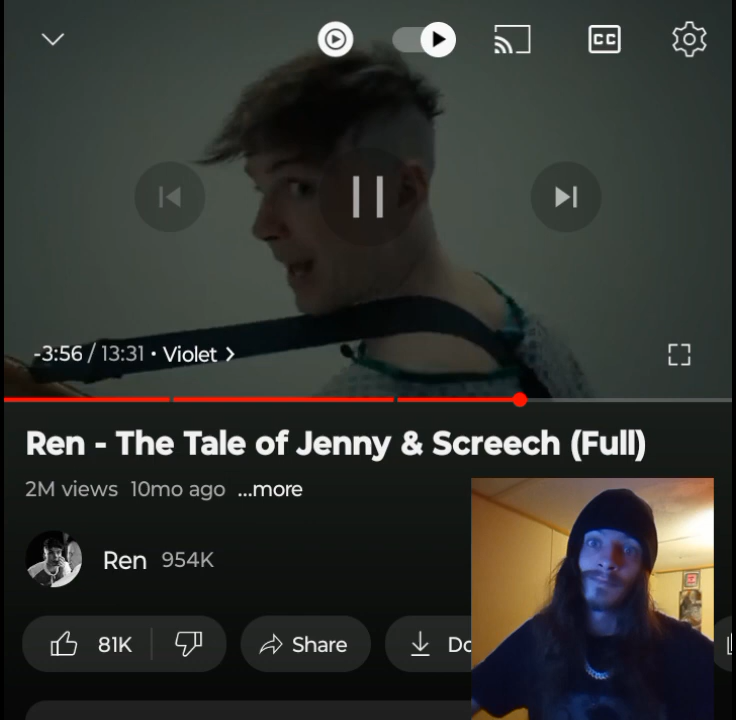 CC
-3:56 / 13:31 • Violet >
Ren - The Tale of Jenny & Screech (Full)
2M views 10mo ago ...more
Ren 954K
81K Share Do